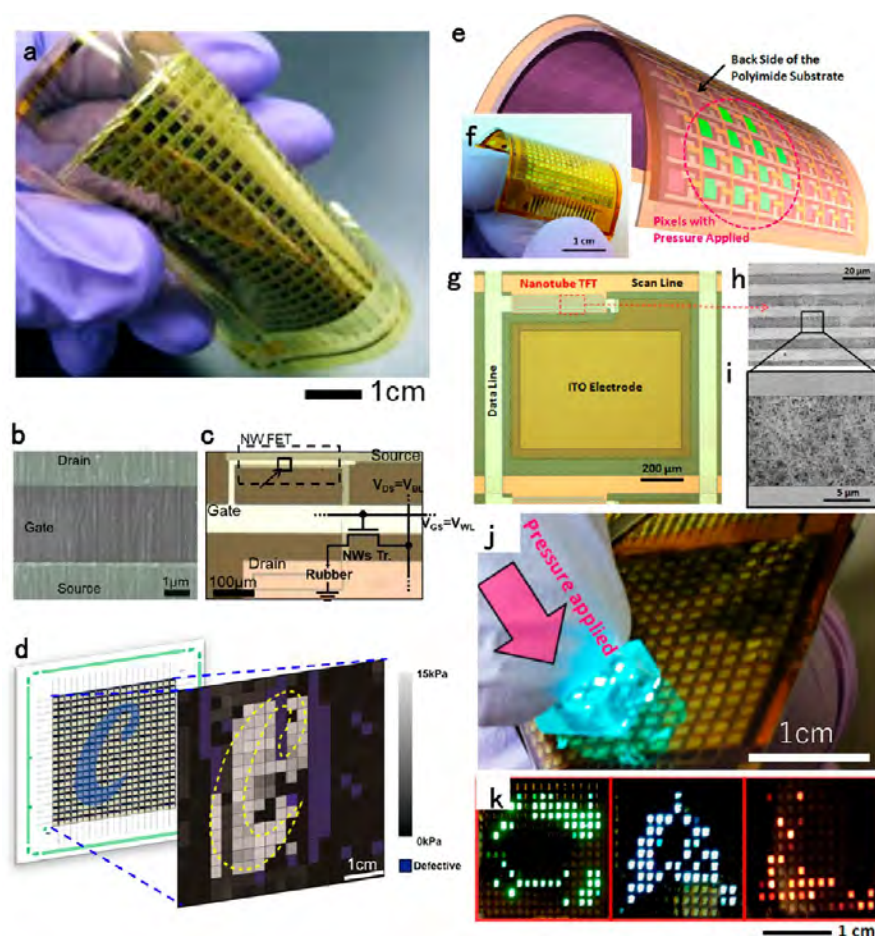 a
1cm
b
Drain
Gate
Source
1μm
c
NW FET
Source
V_DS=V_BL
Gate
V_GS=V_WL
NWs Tr.
Drain
Rubber
100μm
d
15kPa
0kPa
Defective
1cm
e
Back Side of the
Polyimide Substrate
Pixels with
Pressure Applied
f
1 cm
g
Nanotube TFT
Scan Line
Data Line
ITO Electrode
200 μm
h
20 μm
i
5 μm
j
Pressure applied
1cm
k
C A L
1 cm